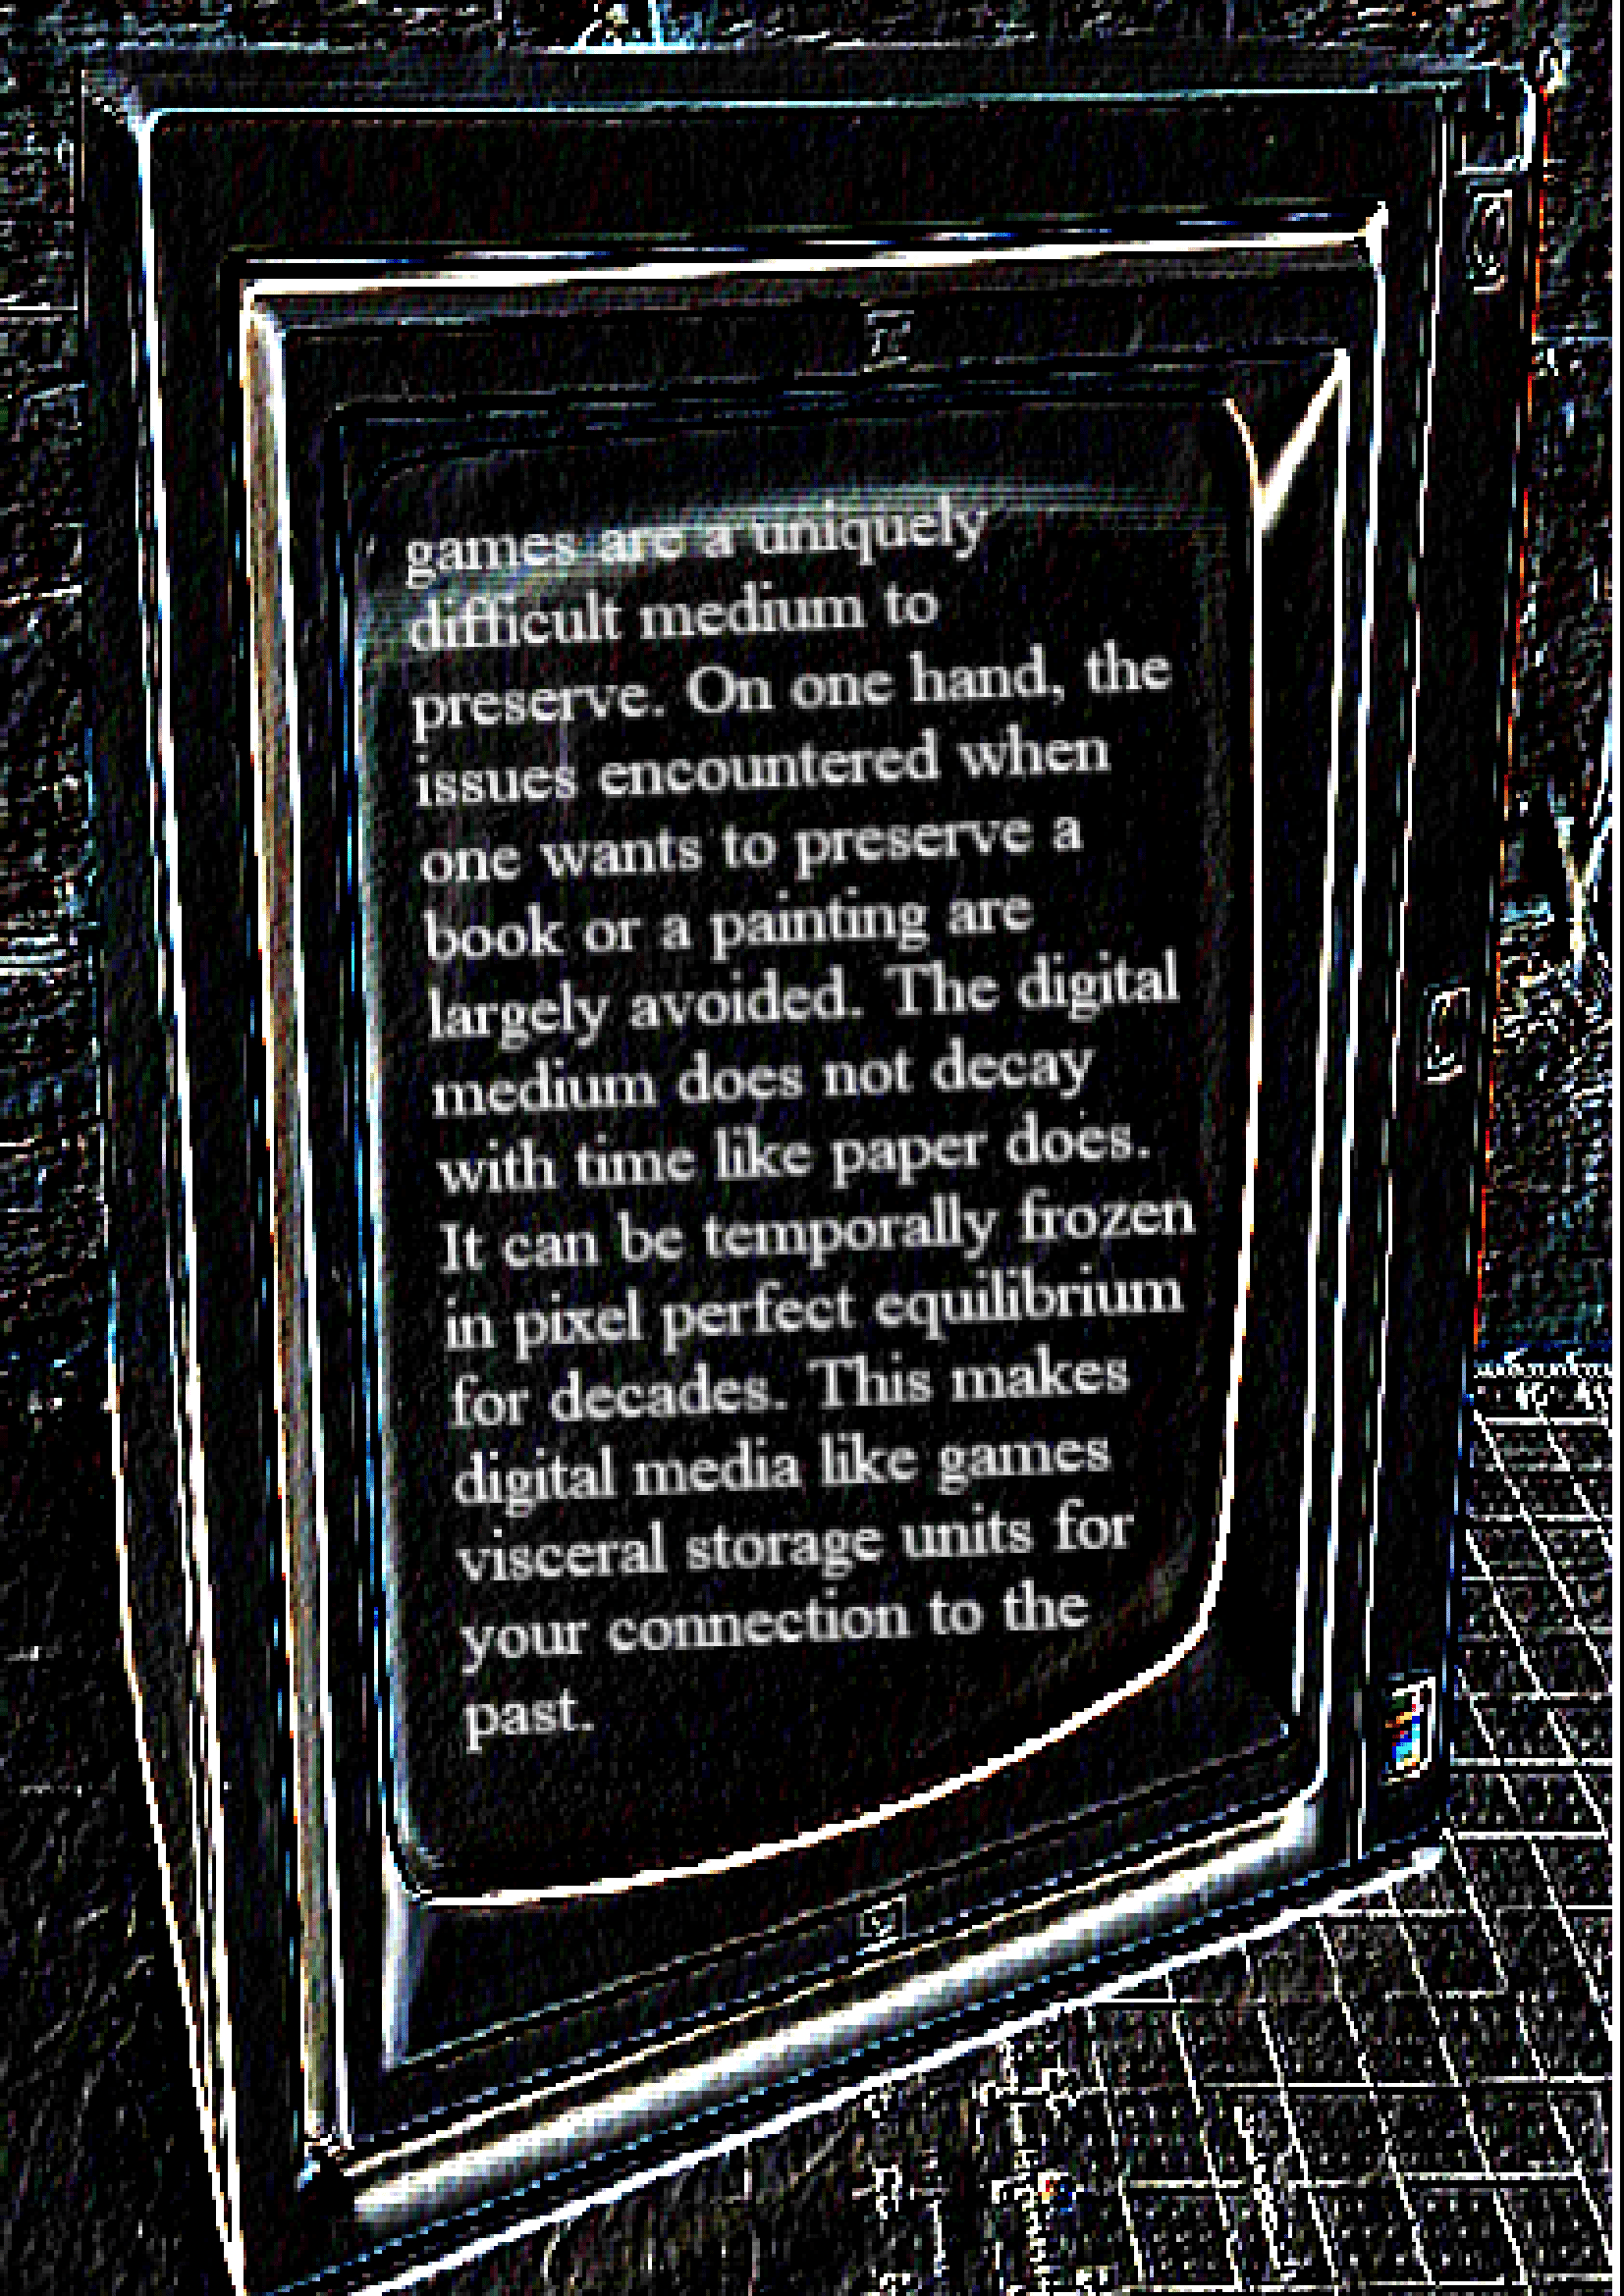 games are a uniquely
difficult medium to
preserve. On one hand, the
issues encountered when
one wants to preserve a
book or a painting are
largely avoided. The digital
medium does not decay
with time like paper does.
It can be temporally frozen
in pixel perfect equilibrium
for decades. This makes
digital media like games
visceral storage units for
your connection to the
past.